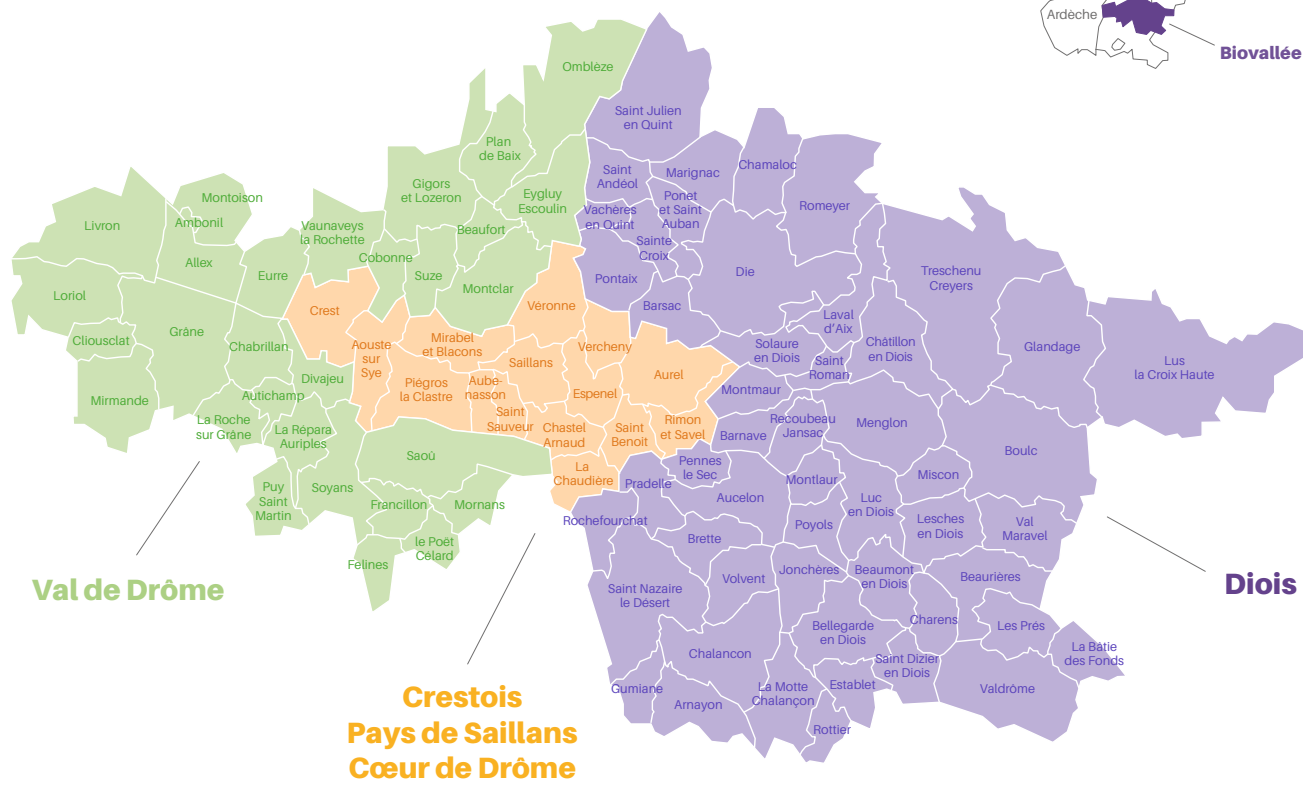 Ardèche
Biovallée
Omblèze
Saint Julien
en Quint
Plan
de Baix
Gigors
et Lozeron
Eygluy
Escoulin
Saint
Andéol
Marignac
Chamaloc
Ponet
et Saint
Auban
Romeyer
Vachères
en Quint
Sainte
Croix
Livron
Montoison
Ambonil
Allex
Vaunaveys
la Rochette
Cobonne
Beaufort
Eurre
Suze
Montclar
Pontaix
Barsac
Die
Treschenu
Creyers
Loriol
Cliousclat
Grâne
Crest
Véronne
Chabrillan
Aouste
sur
Sye
Mirabel
et Blacons
Saillans
Vercheny
Aurel
Solaure
en Diois
Laval
d’Aix
Saint
Roman
Châtillon
en Diois
Glandage
Lus
la Croix Haute
Mirmande
Autichamp
Divajeu
Piégros
la Clastre
Aube-
nasson
Saint
Sauveur
Espenel
Montmaur
La Roche
sur Grâne
La Répara
Auriples
Chastel
Arnaud
Saint
Benoit
Rimon
et Savel
Barnave
Recoubeau
Jansac
Menglon
Boulc
Saoû
La
Chaudière
Pradelle
Pennes
le Sec
Aucelon
Montlaur
Miscon
Puy
Saint
Martin
Soyans
Francillon
Mornans
Rochefourchat
Brette
Poyols
Luc
en Diois
Lesches
en Diois
Val
Maravel
Felines
le Poët
Célard
Saint Nazaire
le Désert
Volvent
Jonchères
Beaumont
en Diois
Beaurières
Val de Drôme
Diois
Chalancon
Bellegarde
en Diois
Charens
Les Prés
La Bâtie
des Fonds
Gumiane
Arnayon
La Motte
Chalançon
Establet
Saint Dizier
en Diois
Valdrôme
Rottier
Crestois
Pays de Saillans
Cœur de Drôme